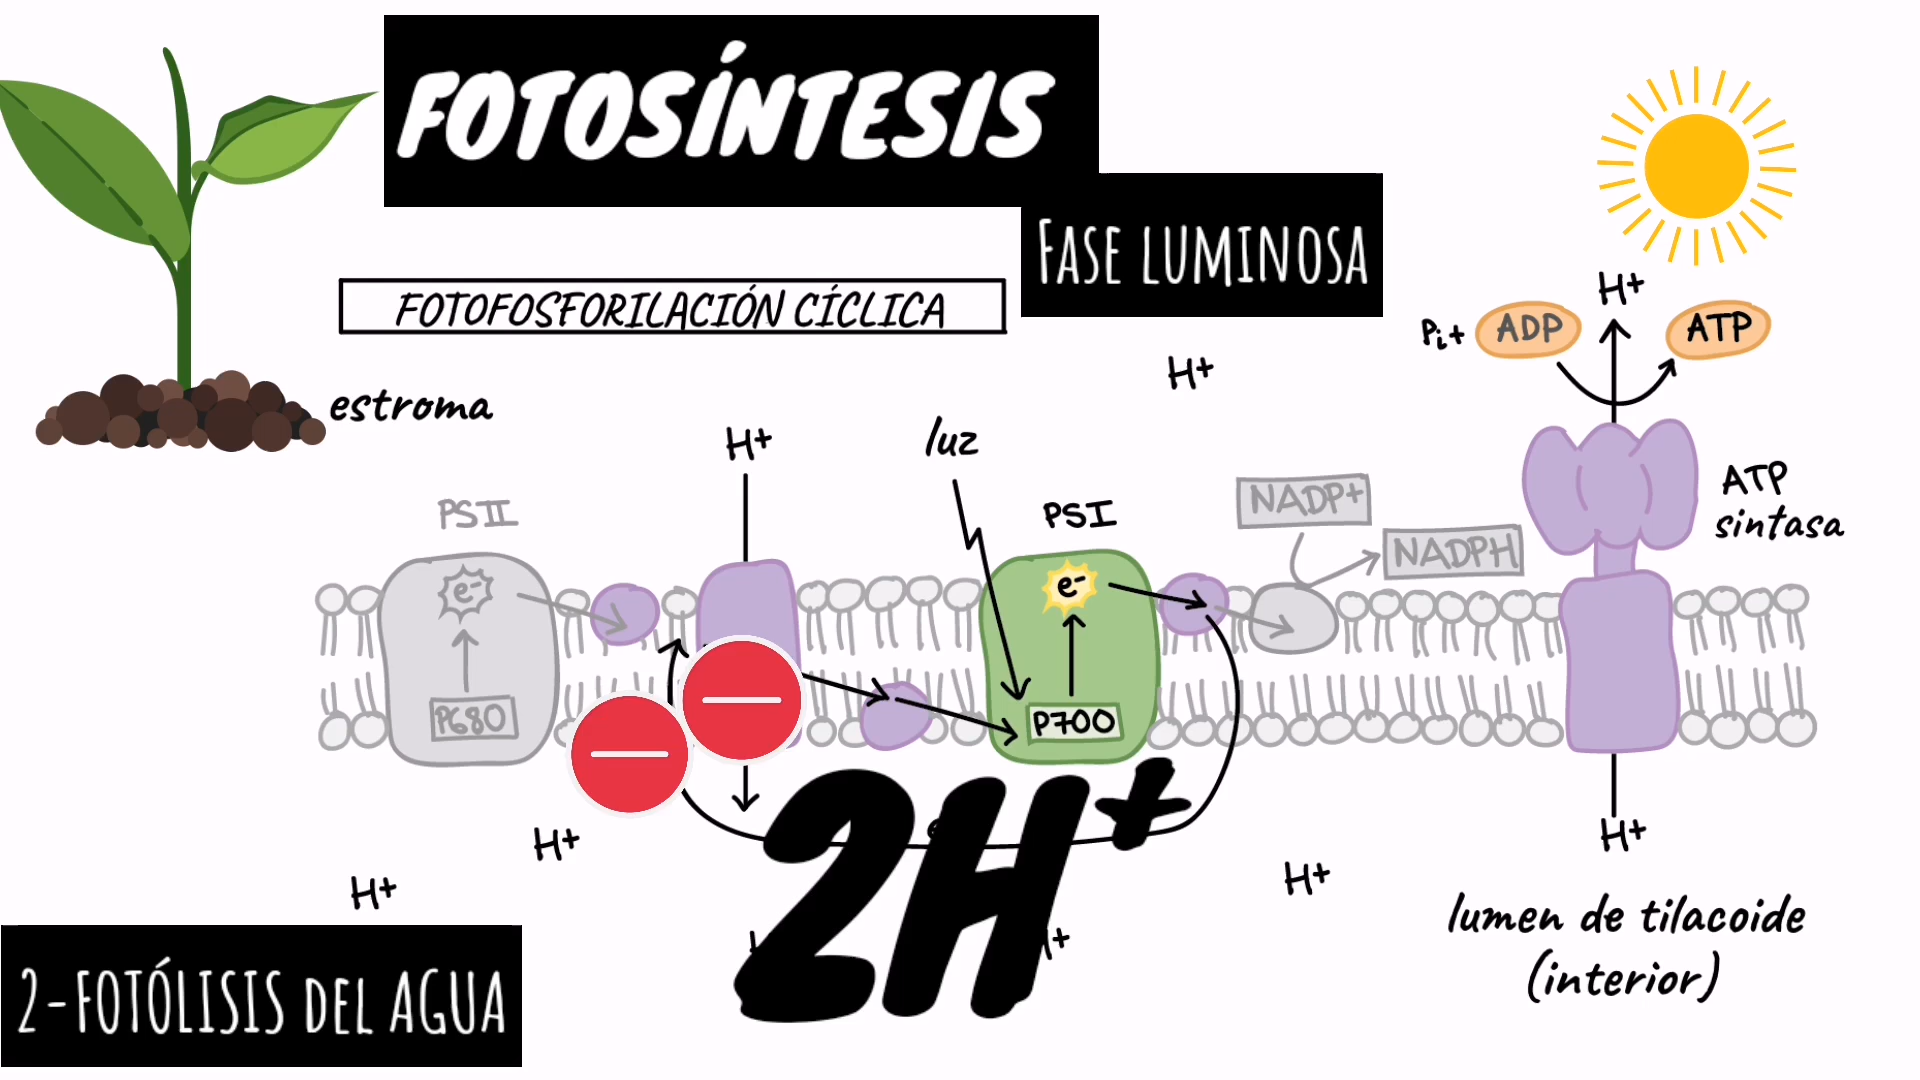 FOTOSÍNTESIS
FASE LUMINOSA
FOTOFOSFORILACIÓN CÍCLICA
H+
Pi+ ADP ATP
H+
estroma
H+
luz
PSII
PSI
NADP+
ATP
sintasa
NADPH
e-
e-
P680
P700
2H+
H+
H+
H+
H+
lumen de tilacoide
(interior)
2-FOTÓLISIS DEL AGUA